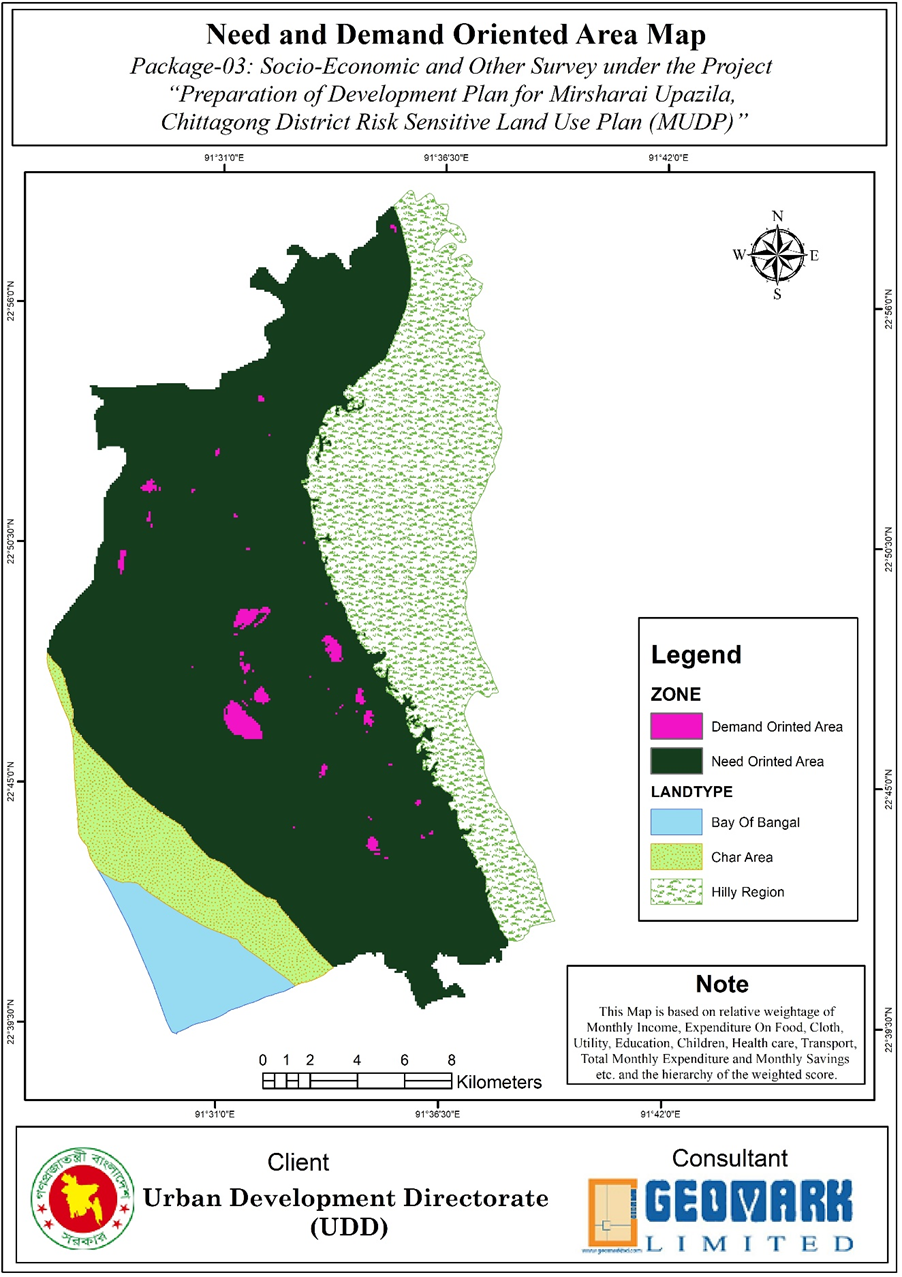 Need and Demand Oriented Area Map
Package-03: Socio-Economic and Other Survey under the Project
“Preparation of Development Plan for Mirsharai Upazila,
Chittagong District Risk Sensitive Land Use Plan (MUDP)”
91°31'0"E
91°36'30"E
91°42'0"E
N
W
E
S
22°56'0"N
22°56'0"N
22°50'30"N
22°50'30"N
22°45'0"N
22°45'0"N
22°39'30"N
22°39'30"N
Legend
ZONE
Demand Orinted Area
Need Orinted Area
LANDTYPE
Bay Of Bangal
Char Area
Hilly Region
Note
This Map is based on relative weightage of
Monthly Income, Expenditure On Food, Cloth,
Utility, Education, Children, Health care, Transport,
Total Monthly Expenditure and Monthly Savings
etc. and the hierarchy of the weighted score.
0 1 2 4 6 8
Kilometers
91°31'0"E
91°36'30"E
91°42'0"E
গণপ্রজাতন্ত্রী বাংলাদেশ
সরকার
Client
Urban Development Directorate
(UDD)
Consultant
GEOMARK
LIMITED
www.geomarkbd.com